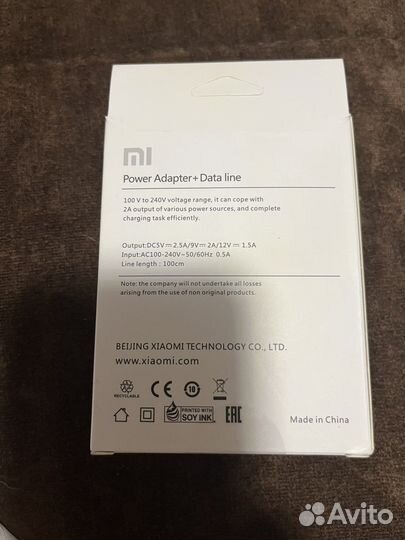 mi
Power Adapter+Data line
100 V to 240V voltage range, it can cope with
2A output of various power sources, and complete
charging task efficiently.
Output:DC5V⎓2.5A/9V⎓2A/12V⎓1.5A
Input:AC100-240V~50/60Hz 0.5A
Line length : 100cm
Note: the company will not undertake all losses
arising from the use of non original products.
BEIJING XIAOMI TECHNOLOGY CO., LTD.
www.xiaomi.com
RECYCLABLE
CE
10
PRINTED WITH
SOY INK
EAC
Made in China
Avito